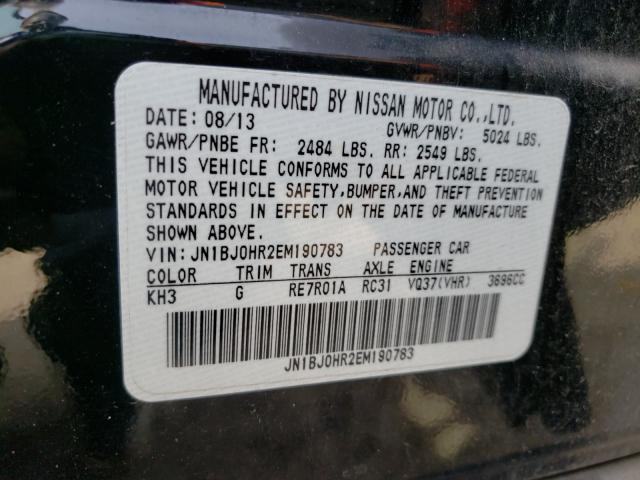 MANUFACTURED BY NISSAN MOTOR CO.,LTD.
DATE: 08/13 GVWR/PNBV: 5024 LBS.
GAWR/PNBE FR: 2484 LBS. RR: 2549 LBS.
THIS VEHICLE CONFORMS TO ALL APPLICABLE FEDERAL
MOTOR VEHICLE SAFETY,BUMPER,AND THEFT PREVENTION
STANDARDS IN EFFECT ON THE DATE OF MANUFACTURE
SHOWN ABOVE.
VIN: JN1BJ0HR2EM190783 PASSENGER CAR
COLOR TRIM TRANS AXLE ENGINE
KH3 G RE7R01A RC31 VQ37(VHR) 3696CC
JN1BJ0HR2EM190783